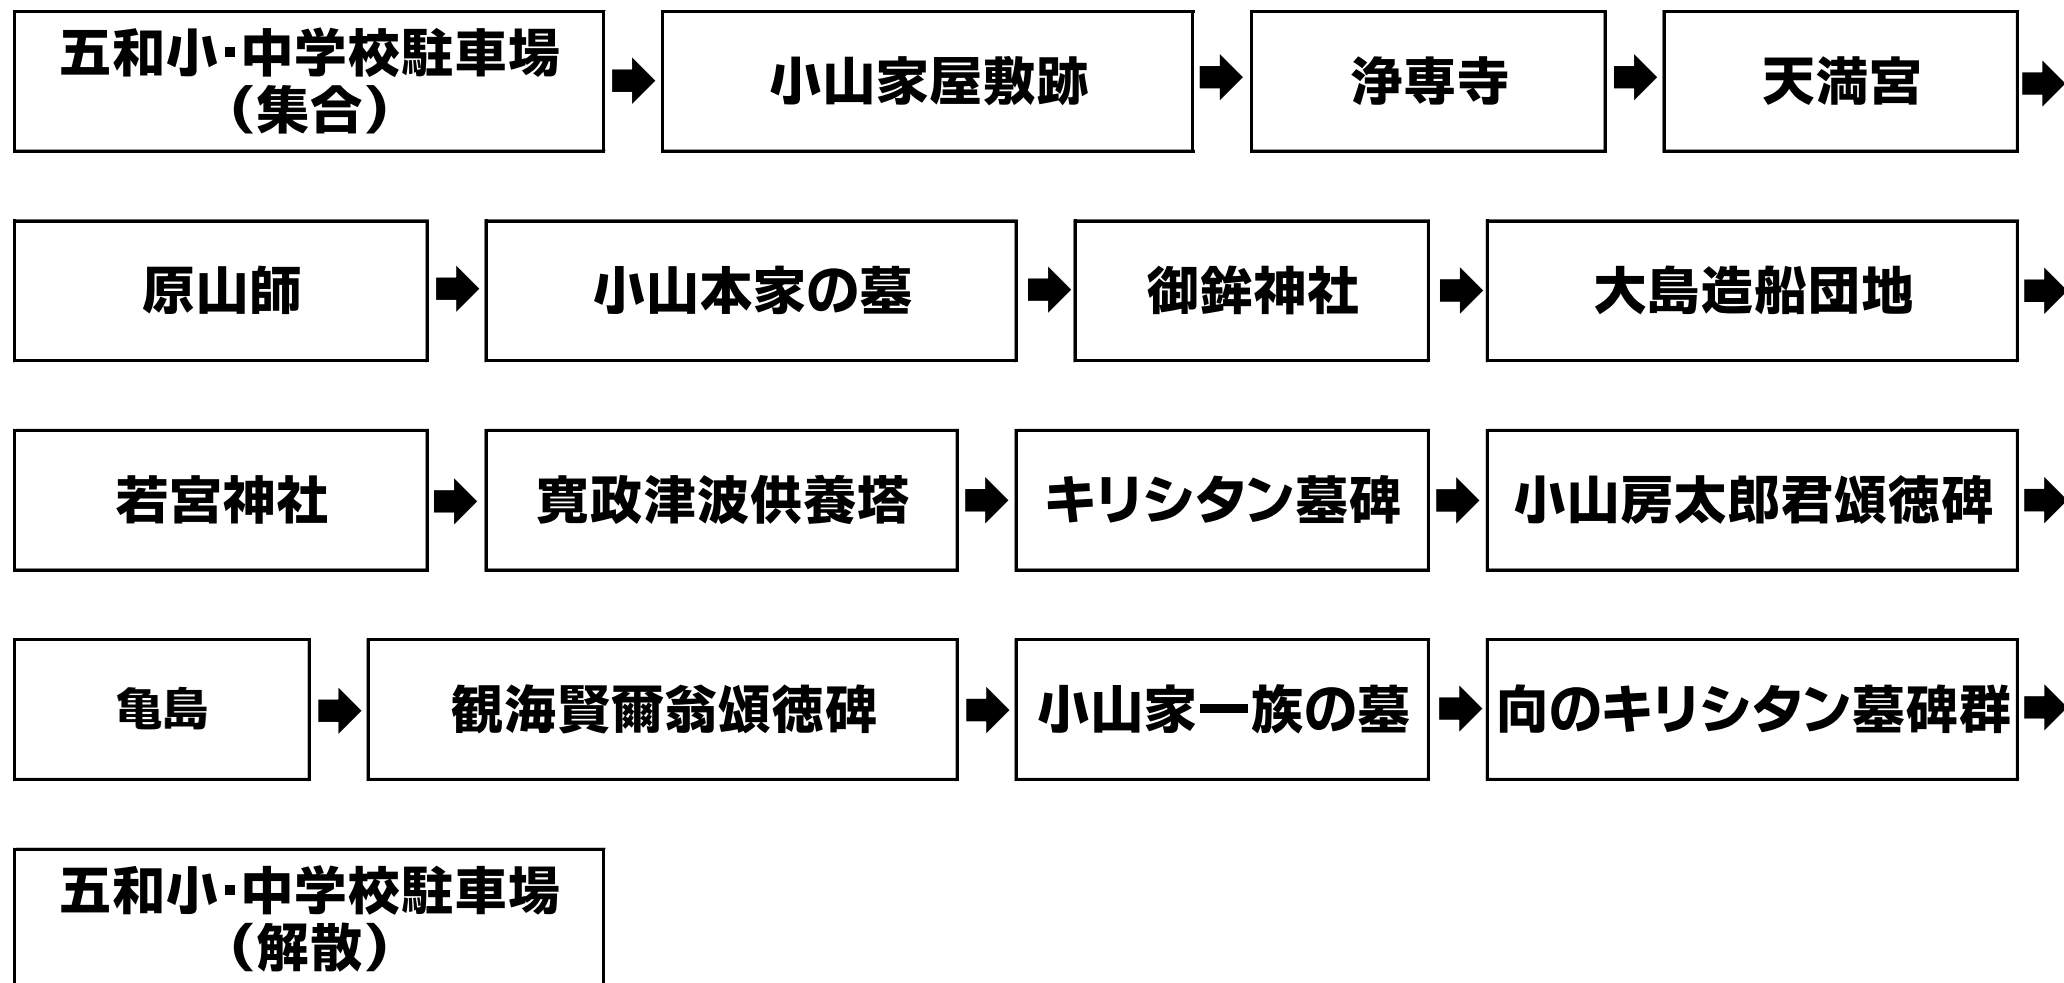 五和小・中学校駐車場
（集合）
小山家屋敷跡
浄専寺
天満宮
原山師
小山本家の墓
御鉾神社
大島造船団地
若宮神社
寛政津波供養塔
キリシタン墓碑
小山房太郎君頌徳碑
亀島
観海賢爾翁頌徳碑
小山家一族の墓
向のキリシタン墓碑群
五和小・中学校駐車場
（解散）